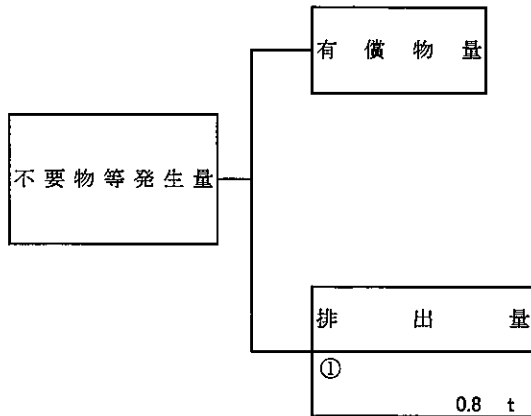 有償物量
不要物等発生量
排出量
①
0.8 t